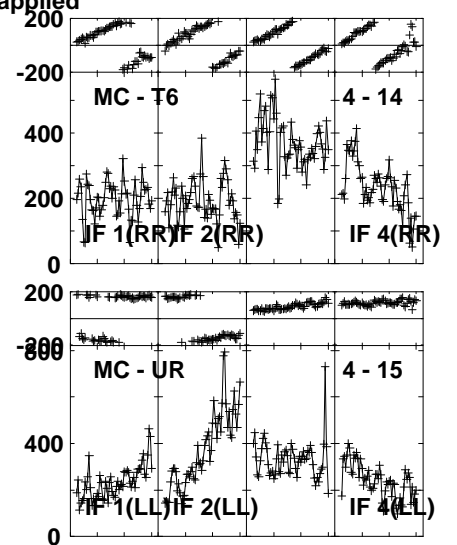 applied
200
-200
MC - T6 4 - 14
400
200
IF 1(RR) IF 2(RR) IF 4(RR)
0
200
-200
800
MC - UR 4 - 15
400
IF 1(LL) IF 2(LL) IF 4(LL)
0